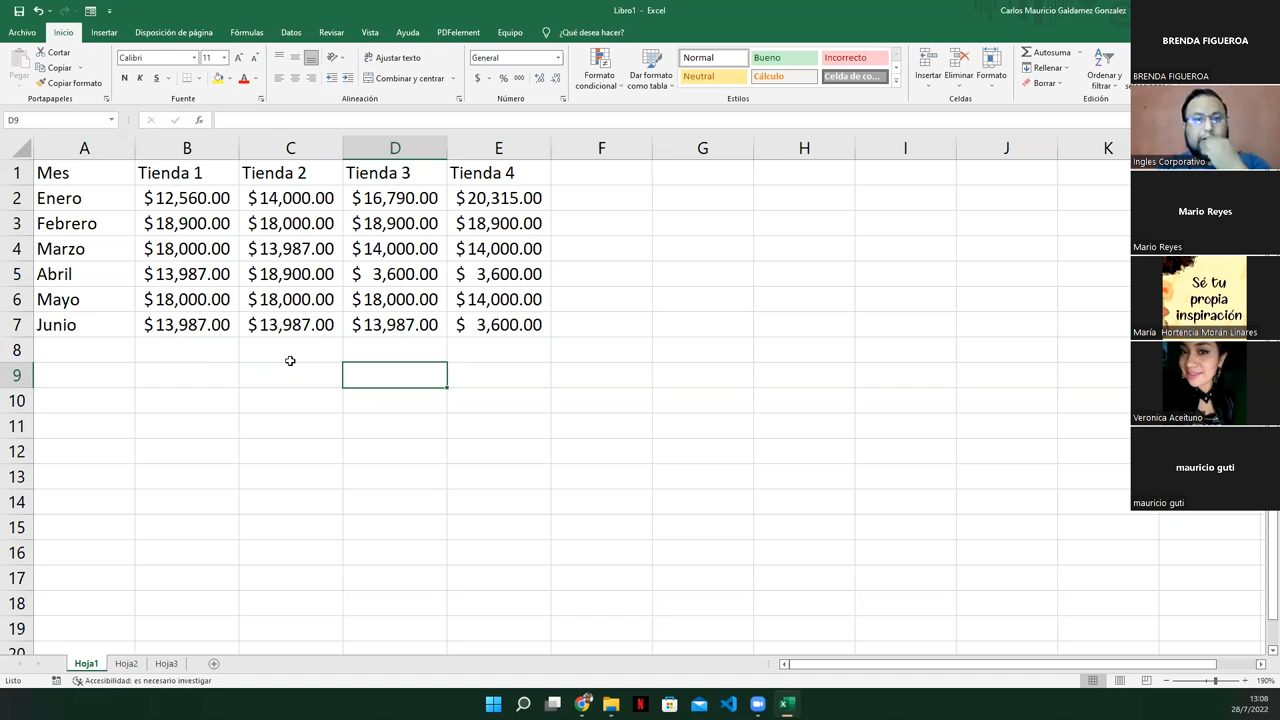 Libro1 - Excel
Carlos Mauricio Galdamez Gonzalez
Archivo Inicio Insertar Disposición de página Fórmulas Datos Revisar Vista Ayuda PDFelement Equipo ¿Qué desea hacer?
Pegar
Cortar
Copiar
Copiar formato
Portapapeles
Calibri 11
N K S
Fuente
Ajustar texto
Combinar y centrar
Alineación
General
$ % 000
Número
Formato condicional
Dar formato como tabla
Normal Bueno Incorrecto
Neutral Cálculo Celda de co...
Estilos
Insertar Eliminar Formato
Celdas
Autosuma
Rellenar
Borrar
Ordenar y filtrar
Edición
D9
fx
A B C D E F G H I J K
1 Mes Tienda 1 Tienda 2 Tienda 3 Tienda 4
2 Enero $12,560.00 $14,000.00 $16,790.00 $20,315.00
3 Febrero $18,900.00 $18,000.00 $18,900.00 $18,900.00
4 Marzo $18,000.00 $13,987.00 $14,000.00 $14,000.00
5 Abril $13,987.00 $18,900.00 $ 3,600.00 $ 3,600.00
6 Mayo $18,000.00 $18,000.00 $18,000.00 $14,000.00
7 Junio $13,987.00 $13,987.00 $13,987.00 $ 3,600.00
8
9
10
11
12
13
14
15
16
17
18
19
20
Hoja1 Hoja2 Hoja3
Listo Accesibilidad: es necesario investigar
190%
13:08
28/7/2022
BRENDA FIGUEROA
BRENDA FIGUEROA
Ingles Corporativo
Mario Reyes
Mario Reyes
Sé tu
propia
inspiración
María Hortencia Morán Linares
Veronica Aceituno
mauricio guti
mauricio guti